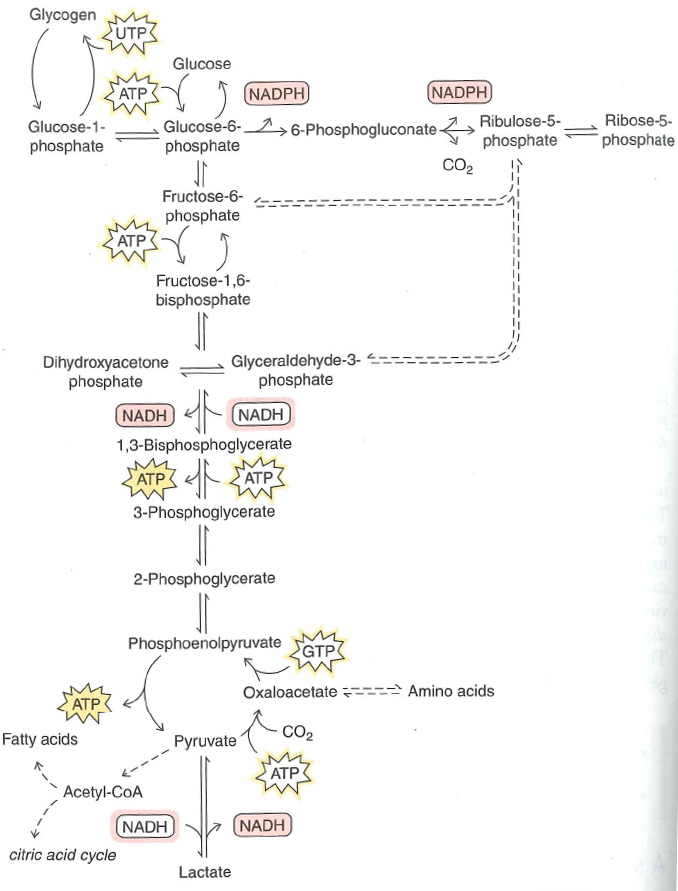 Glycogen
UTP
Glucose
ATP
NADPH
NADPH
Glucose-1-
phosphate
Glucose-6-
phosphate
6-Phosphogluconate
Ribulose-5-
phosphate
Ribose-5-
phosphate
CO2
Fructose-6-
phosphate
ATP
Fructose-1,6-
bisphosphate
Dihydroxyacetone
phosphate
Glyceraldehyde-3-
phosphate
NADH
NADH
1,3-Bisphosphoglycerate
ATP
ATP
3-Phosphoglycerate
2-Phosphoglycerate
Phosphoenolpyruvate
GTP
Oxaloacetate
Amino acids
ATP
Fatty acids
Pyruvate
CO2
ATP
Acetyl-CoA
NADH
NADH
citric acid cycle
Lactate